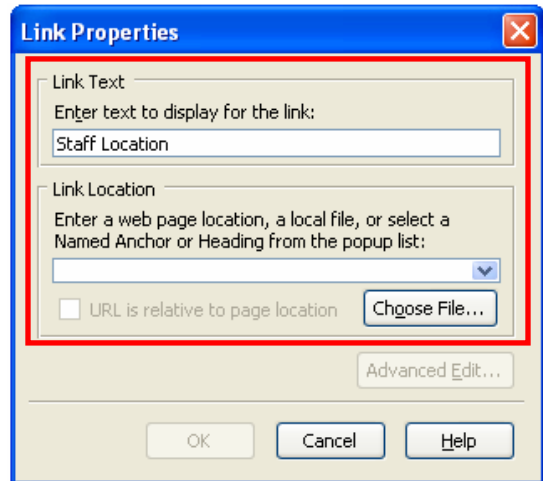 Link Properties
Link Text
Enter text to display for the link:
Staff Location
Link Location
Enter a web page location, a local file, or select a
Named Anchor or Heading from the popup list:
URL is relative to page location
Choose File...
Advanced Edit...
OK
Cancel
Help